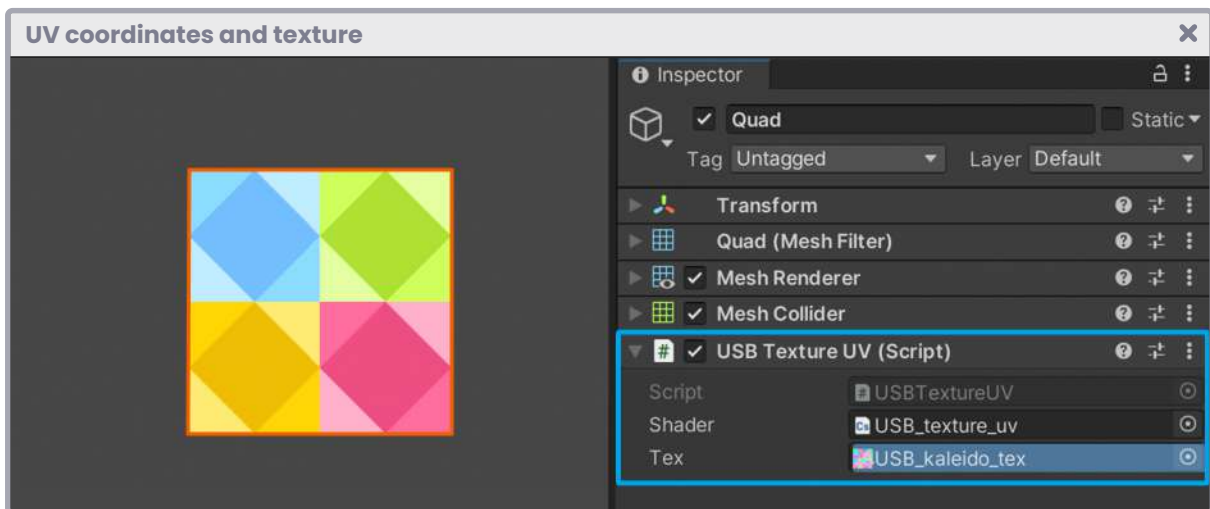 UV coordinates and texture
Inspector
Quad Static
Tag Untagged Layer Default
Transform
Quad (Mesh Filter)
Mesh Renderer
Mesh Collider
# USB Texture UV (Script)
Script # USBTextureUV
Shader Cs USB_texture_uv
Tex USB_kaleido_tex